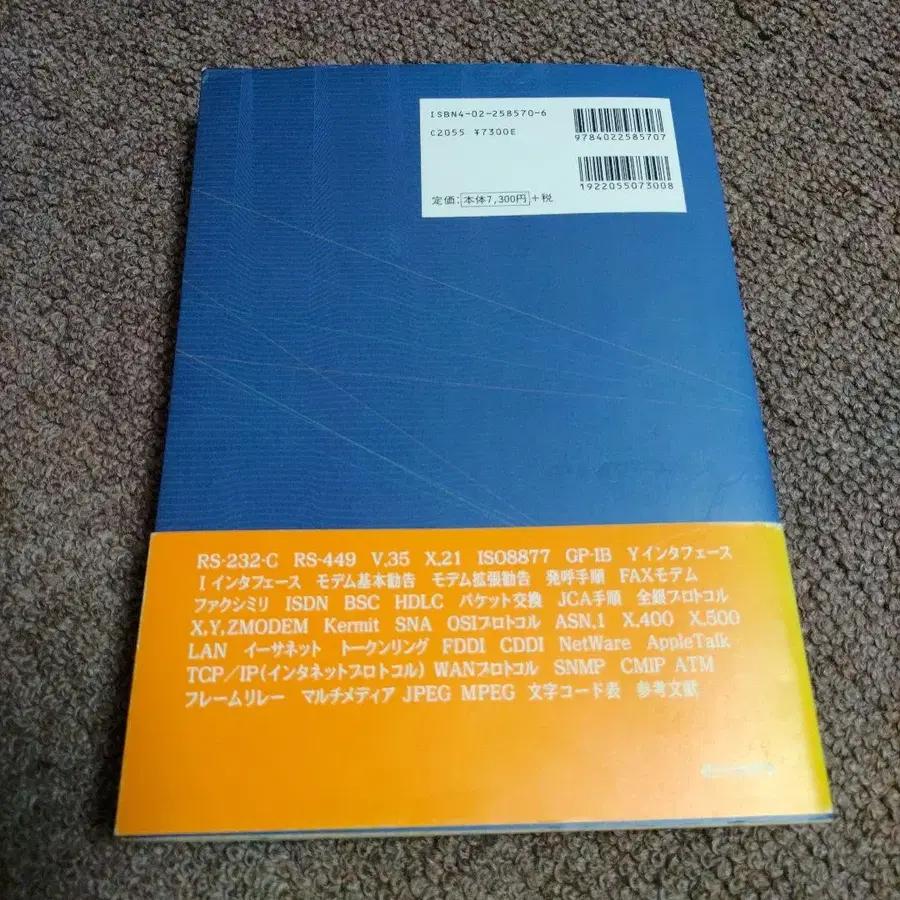 ISBN4-02-258570-6
C2055 ¥7300E
定価:本体7,300円+税
9784022585707
1922055073008
RS-232-C RS-449 V.35 X.21 ISO8877 GP-IB Yインタフェース
Iインタフェース モデム基本勧告 モデム拡張勧告 発呼手順 FAXモデム
ファクシミリ ISDN BSC HDLC パケット交換 JCA手順 全銀プロトコル
X,Y,ZMODEM Kermit SNA OSIプロトコル ASN.1 X.400 X.500
LAN イーサネット トークンリング FDDI CDDI NetWare AppleTalk
TCP/IP(インタネットプロトコル) WANプロトコル SNMP CMIP ATM
フレームリレー マルチメディア JPEG MPEG 文字コード表 参考文献